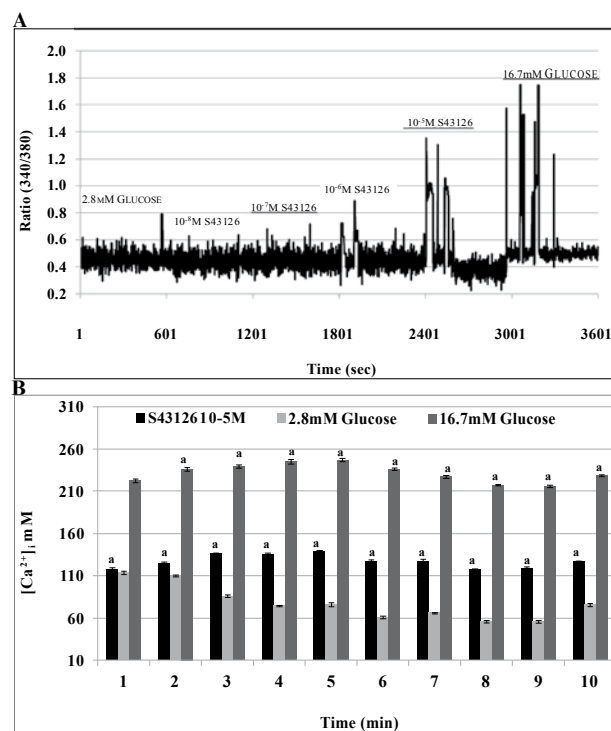 A
2.0
1.8
1.6
1.4
1.2
1.0
0.8
0.6
0.4
0.2
Ratio (340/380)
2.8mM GLUCOSE
10⁻⁸M S43126
10⁻⁷M S43126
10⁻⁶M S43126
10⁻⁵M S43126
16.7mM GLUCOSE
1 601 1201 1801 2401 3001 3601
Time (sec)
B
S4312610-5M 2.8mM Glucose 16.7mM Glucose
310
260
210
160
110
60
10
[Ca²⁺]i mM
a a a a a a a a a
a a a a a a a a a a
1 2 3 4 5 6 7 8 9 10
Time (min)